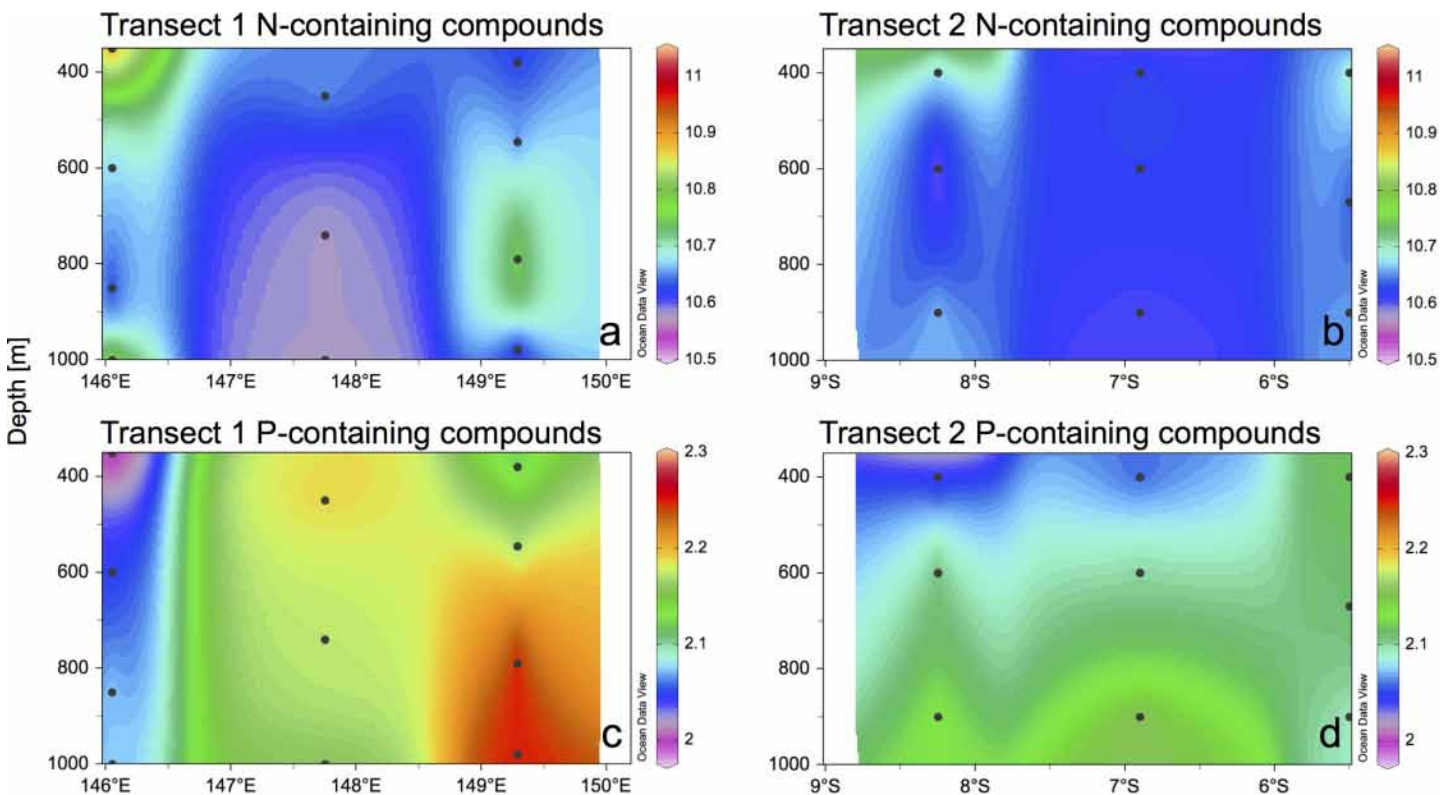 Transect 1 N-containing compounds
Transect 2 N-containing compounds
400
600
800
1000
146°E
147°E
148°E
149°E
150°E
11
10.9
10.8
10.7
10.6
10.5
Ocean Data View
a
400
600
800
1000
9°S
8°S
7°S
6°S
11
10.9
10.8
10.7
10.6
10.5
Ocean Data View
b
Depth [m]
Transect 1 P-containing compounds
Transect 2 P-containing compounds
400
600
800
1000
146°E
147°E
148°E
149°E
150°E
2.3
2.2
2.1
2
Ocean Data View
c
400
600
800
1000
9°S
8°S
7°S
6°S
2.3
2.2
2.1
2
Ocean Data View
d